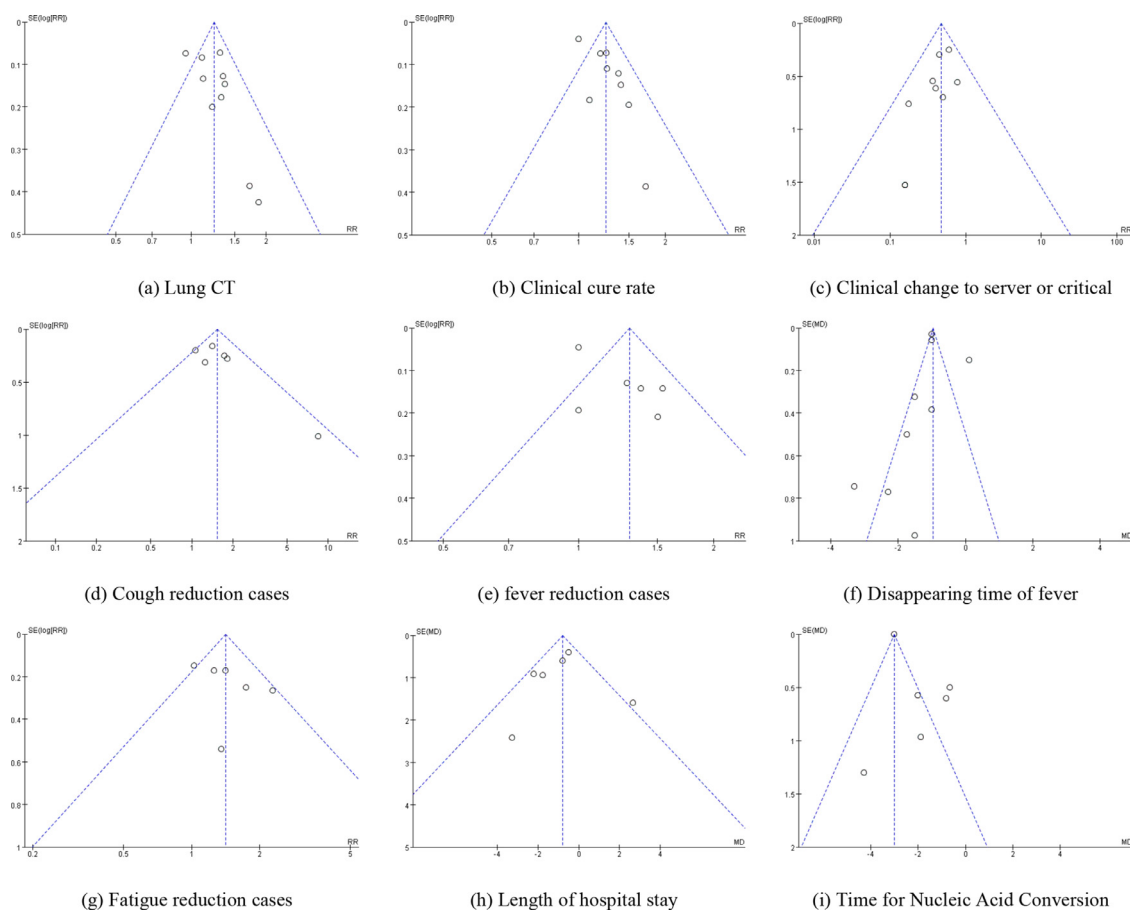 SE(log[RR])
0
0.1
0.2
0.3
0.4
0.5
0.5 0.7 1 1.5 2
RR
(a) Lung CT
SE(log[RR])
0
0.1
0.2
0.3
0.4
0.5
0.5 1 1.5 2
RR
(b) Clinical cure rate
SE(log[RR])
0
0.5
1
1.5
2
0.01 0.1 1 10 100
RR
(c) Clinical change to server or critical
SE(log[RR])
0
0.5
1
1.5
2
0.1 0.2 0.5 1 2 5 10
RR
(d) Cough reduction cases
SE(log[RR])
0
0.1
0.2
0.3
0.4
0.5
0.5 0.7 1 1.5 2
RR
(e) fever reduction cases
SE(MD)
0
0.2
0.4
0.6
0.8
1
-4 -2 0 2 4
MD
(f) Disappearing time of fever
SE(log[RR])
0
0.2
0.4
0.6
0.8
1
0.2 0.5 1 2 5
RR
(g) Fatigue reduction cases
SE(MD)
0
1
2
3
4
5
-4 -2 0 2 4
MD
(h) Length of hospital stay
SE(MD)
0
0.5
1
1.5
2
-4 -2 0 2 4
MD
(i) Time for Nucleic Acid Conversion